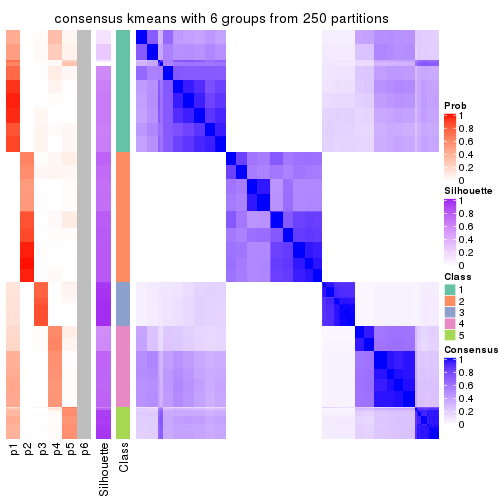 consensus kmeans with 6 groups from 250 partitions
Prob
1
0.8
0.6
0.4
0.2
0
Silhouette
1
0.8
0.6
0.4
0.2
0
Class
1
2
3
4
5
Consensus
1
0.8
0.6
0.4
0.2
0
p1
p2
p3
p4
p5
p6
Silhouette
Class